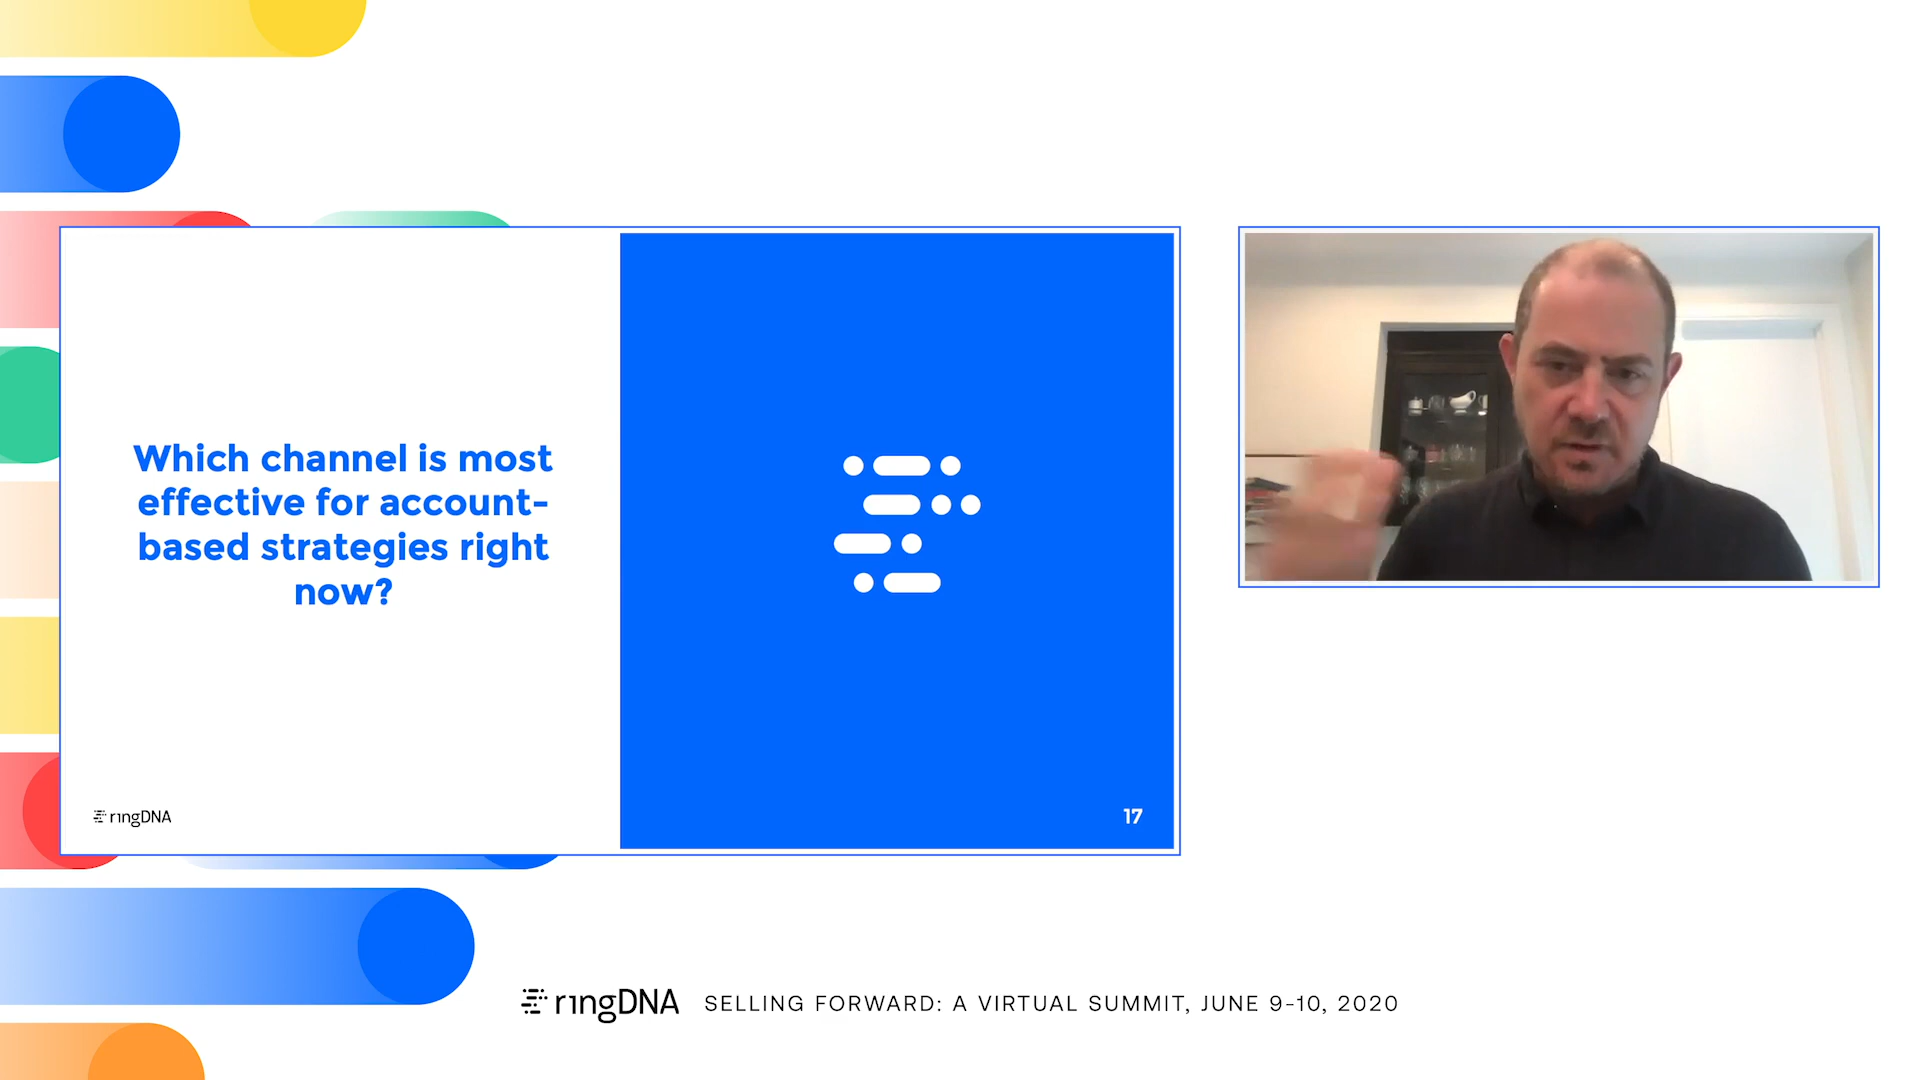 Which channel is most
effective for account-
based strategies right
now?
ringDNA
17
ringDNA SELLING FORWARD: A VIRTUAL SUMMIT, JUNE 9-10, 2020